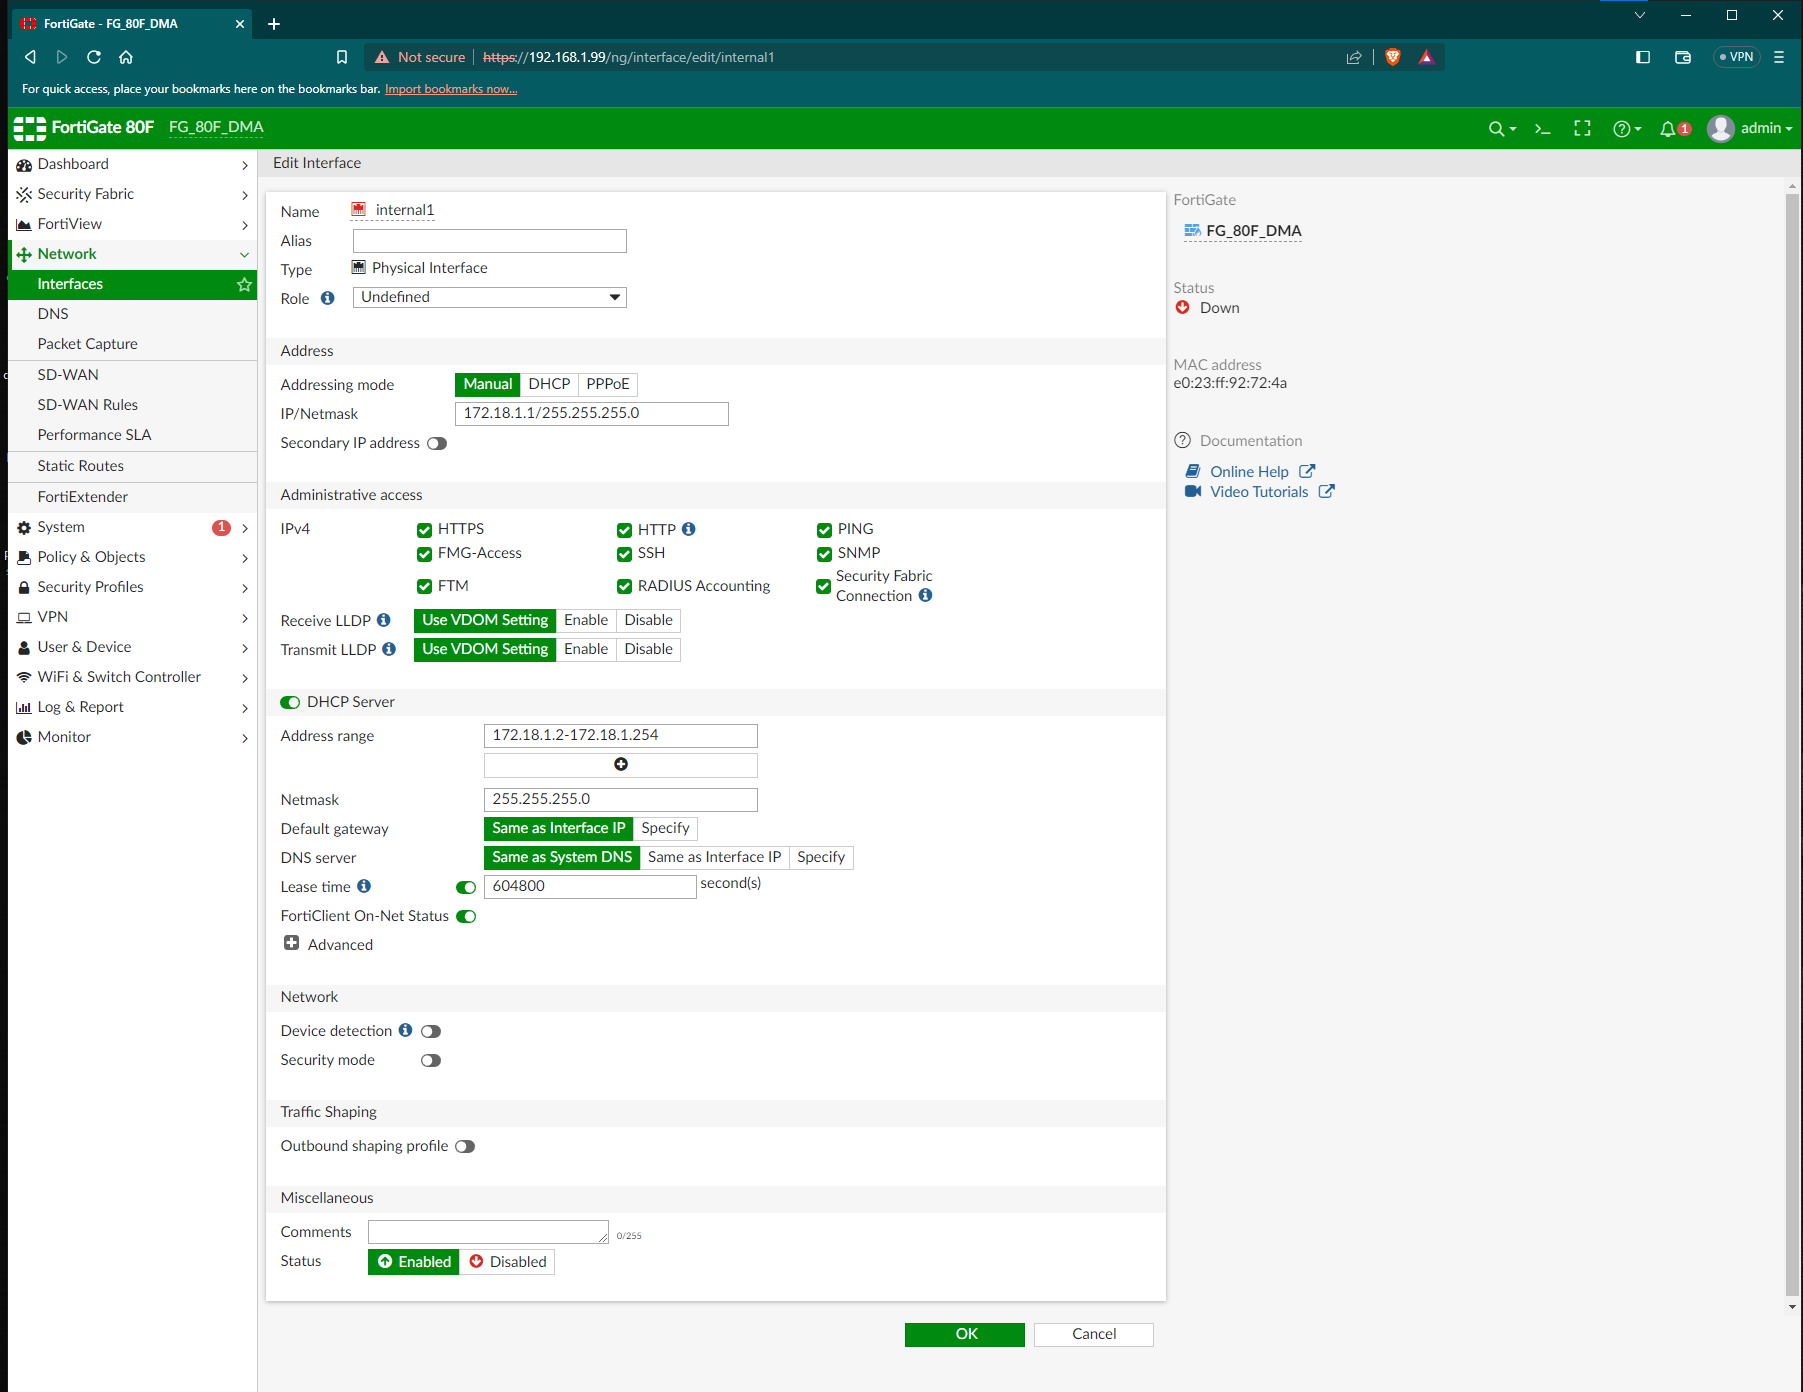 FortiGate - FG_80F_DMA
Not secure https://192.168.1.99/ng/interface/edit/internal1
VPN
For quick access, place your bookmarks here on the bookmarks bar. Import bookmarks now...
FortiGate 80F FG_80F_DMA
1 admin
Dashboard
Security Fabric
FortiView
Network
Interfaces
DNS
Packet Capture
SD-WAN
SD-WAN Rules
Performance SLA
Static Routes
FortiExtender
System 1
Policy & Objects
Security Profiles
VPN
User & Device
WiFi & Switch Controller
Log & Report
Monitor
Edit Interface
Name internal1
Alias
Type Physical Interface
Role Undefined
Address
Addressing mode Manual DHCP PPPoE
IP/Netmask 172.18.1.1/255.255.255.0
Secondary IP address
Administrative access
IPv4 HTTPS HTTP PING
FMG-Access SSH SNMP
FTM RADIUS Accounting Security Fabric Connection
Receive LLDP Use VDOM Setting Enable Disable
Transmit LLDP Use VDOM Setting Enable Disable
DHCP Server
Address range 172.18.1.2-172.18.1.254
Netmask 255.255.255.0
Default gateway Same as Interface IP Specify
DNS server Same as System DNS Same as Interface IP Specify
Lease time 604800 second(s)
FortiClient On-Net Status
Advanced
Network
Device detection
Security mode
Traffic Shaping
Outbound shaping profile
Miscellaneous
Comments 0/255
Status Enabled Disabled
OK Cancel
FortiGate
FG_80F_DMA
Status
Down
MAC address
e0:23:ff:92:72:4a
Documentation
Online Help
Video Tutorials